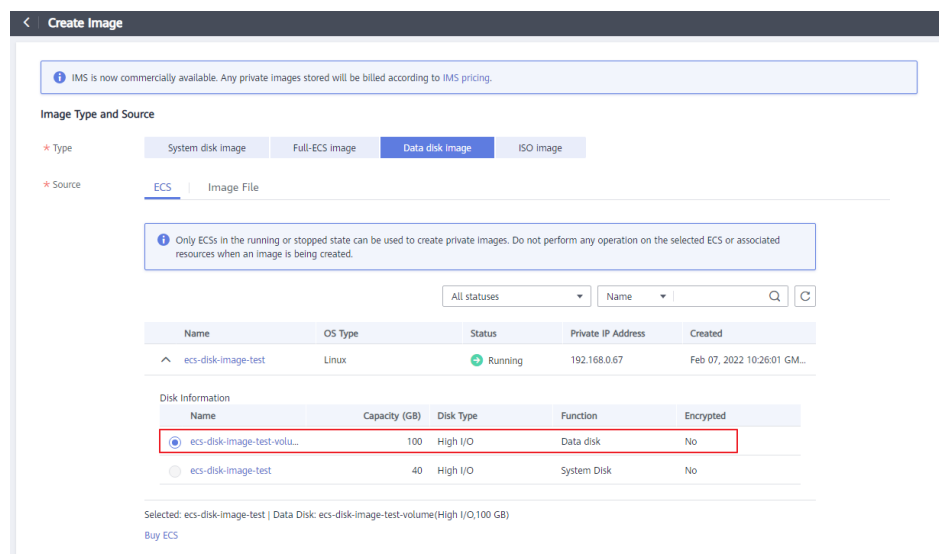 Create Image
IMS is now commercially available. Any private images stored will be billed according to IMS pricing.
Image Type and Source
* Type System disk image Full-ECS image Data disk image ISO image
* Source ECS Image File
Only ECSs in the running or stopped state can be used to create private images. Do not perform any operation on the selected ECS or associated
resources when an image is being created.
All statuses Name
Name OS Type Status Private IP Address Created
ecs-disk-image-test Linux Running 192.168.0.67 Feb 07, 2022 10:26:01 GM...
Disk Information
Name Capacity (GB) Disk Type Function Encrypted
ecs-disk-image-test-volu... 100 High I/O Data disk No
ecs-disk-image-test 40 High I/O System Disk No
Selected: ecs-disk-image-test | Data Disk: ecs-disk-image-test-volume(High I/O,100 GB)
Buy ECS